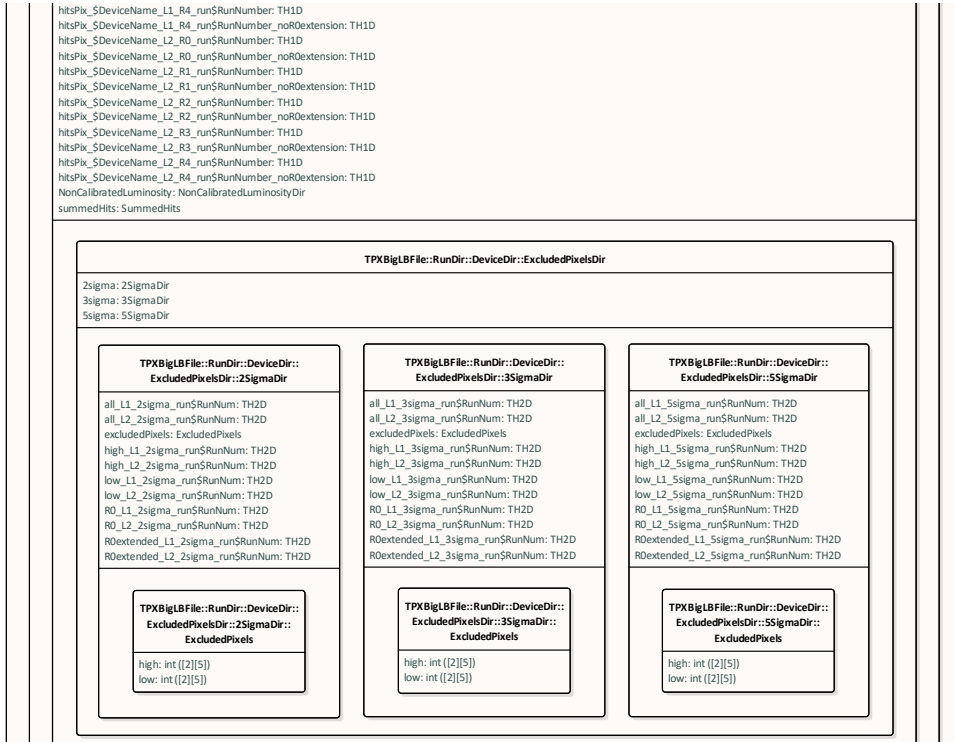 hitsPix_$DeviceName_L1_R4_run$RunNumber: TH1D
hitsPix_$DeviceName_L1_R4_run$RunNumber_noR0extension: TH1D
hitsPix_$DeviceName_L2_R0_run$RunNumber: TH1D
hitsPix_$DeviceName_L2_R0_run$RunNumber_noR0extension: TH1D
hitsPix_$DeviceName_L2_R1_run$RunNumber: TH1D
hitsPix_$DeviceName_L2_R1_run$RunNumber_noR0extension: TH1D
hitsPix_$DeviceName_L2_R2_run$RunNumber: TH1D
hitsPix_$DeviceName_L2_R2_run$RunNumber_noR0extension: TH1D
hitsPix_$DeviceName_L2_R3_run$RunNumber: TH1D
hitsPix_$DeviceName_L2_R3_run$RunNumber_noR0extension: TH1D
hitsPix_$DeviceName_L2_R4_run$RunNumber: TH1D
hitsPix_$DeviceName_L2_R4_run$RunNumber_noR0extension: TH1D
NonCalibratedLuminosity: NonCalibratedLuminosityDir
summedHits: SummedHits
TPXBigLBFile::RunDir::DeviceDir::ExcludedPixelsDir
2sigma: 2SigmaDir
3sigma: 3SigmaDir
5sigma: 5SigmaDir
TPXBigLBFile::RunDir::DeviceDir::
ExcludedPixelsDir::2SigmaDir
all_L1_2sigma_run$RunNum: TH2D
all_L2_2sigma_run$RunNum: TH2D
excludedPixels: ExcludedPixels
high_L1_2sigma_run$RunNum: TH2D
high_L2_2sigma_run$RunNum: TH2D
low_L1_2sigma_run$RunNum: TH2D
low_L2_2sigma_run$RunNum: TH2D
R0_L1_2sigma_run$RunNum: TH2D
R0_L2_2sigma_run$RunNum: TH2D
R0extended_L1_2sigma_run$RunNum: TH2D
R0extended_L2_2sigma_run$RunNum: TH2D
TPXBigLBFile::RunDir::DeviceDir::
ExcludedPixelsDir::2SigmaDir::
ExcludedPixels
high: int ([2][5])
low: int ([2][5])
TPXBigLBFile::RunDir::DeviceDir::
ExcludedPixelsDir::3SigmaDir
all_L1_3sigma_run$RunNum: TH2D
all_L2_3sigma_run$RunNum: TH2D
excludedPixels: ExcludedPixels
high_L1_3sigma_run$RunNum: TH2D
high_L2_3sigma_run$RunNum: TH2D
low_L1_3sigma_run$RunNum: TH2D
low_L2_3sigma_run$RunNum: TH2D
R0_L1_3sigma_run$RunNum: TH2D
R0_L2_3sigma_run$RunNum: TH2D
R0extended_L1_3sigma_run$RunNum: TH2D
R0extended_L2_3sigma_run$RunNum: TH2D
TPXBigLBFile::RunDir::DeviceDir::
ExcludedPixelsDir::3SigmaDir::
ExcludedPixels
high: int ([2][5])
low: int ([2][5])
TPXBigLBFile::RunDir::DeviceDir::
ExcludedPixelsDir::5SigmaDir
all_L1_5sigma_run$RunNum: TH2D
all_L2_5sigma_run$RunNum: TH2D
excludedPixels: ExcludedPixels
high_L1_5sigma_run$RunNum: TH2D
high_L2_5sigma_run$RunNum: TH2D
low_L1_5sigma_run$RunNum: TH2D
low_L2_5sigma_run$RunNum: TH2D
R0_L1_5sigma_run$RunNum: TH2D
R0_L2_5sigma_run$RunNum: TH2D
R0extended_L1_5sigma_run$RunNum: TH2D
R0extended_L2_5sigma_run$RunNum: TH2D
TPXBigLBFile::RunDir::DeviceDir::
ExcludedPixelsDir::5SigmaDir::
ExcludedPixels
high: int ([2][5])
low: int ([2][5])